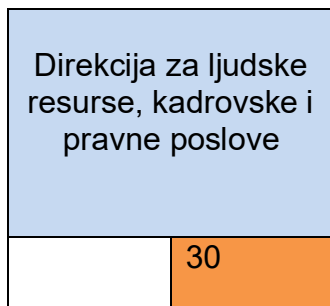 Direkcija za ljudske
resurse, kadrovske i
pravne poslove
30